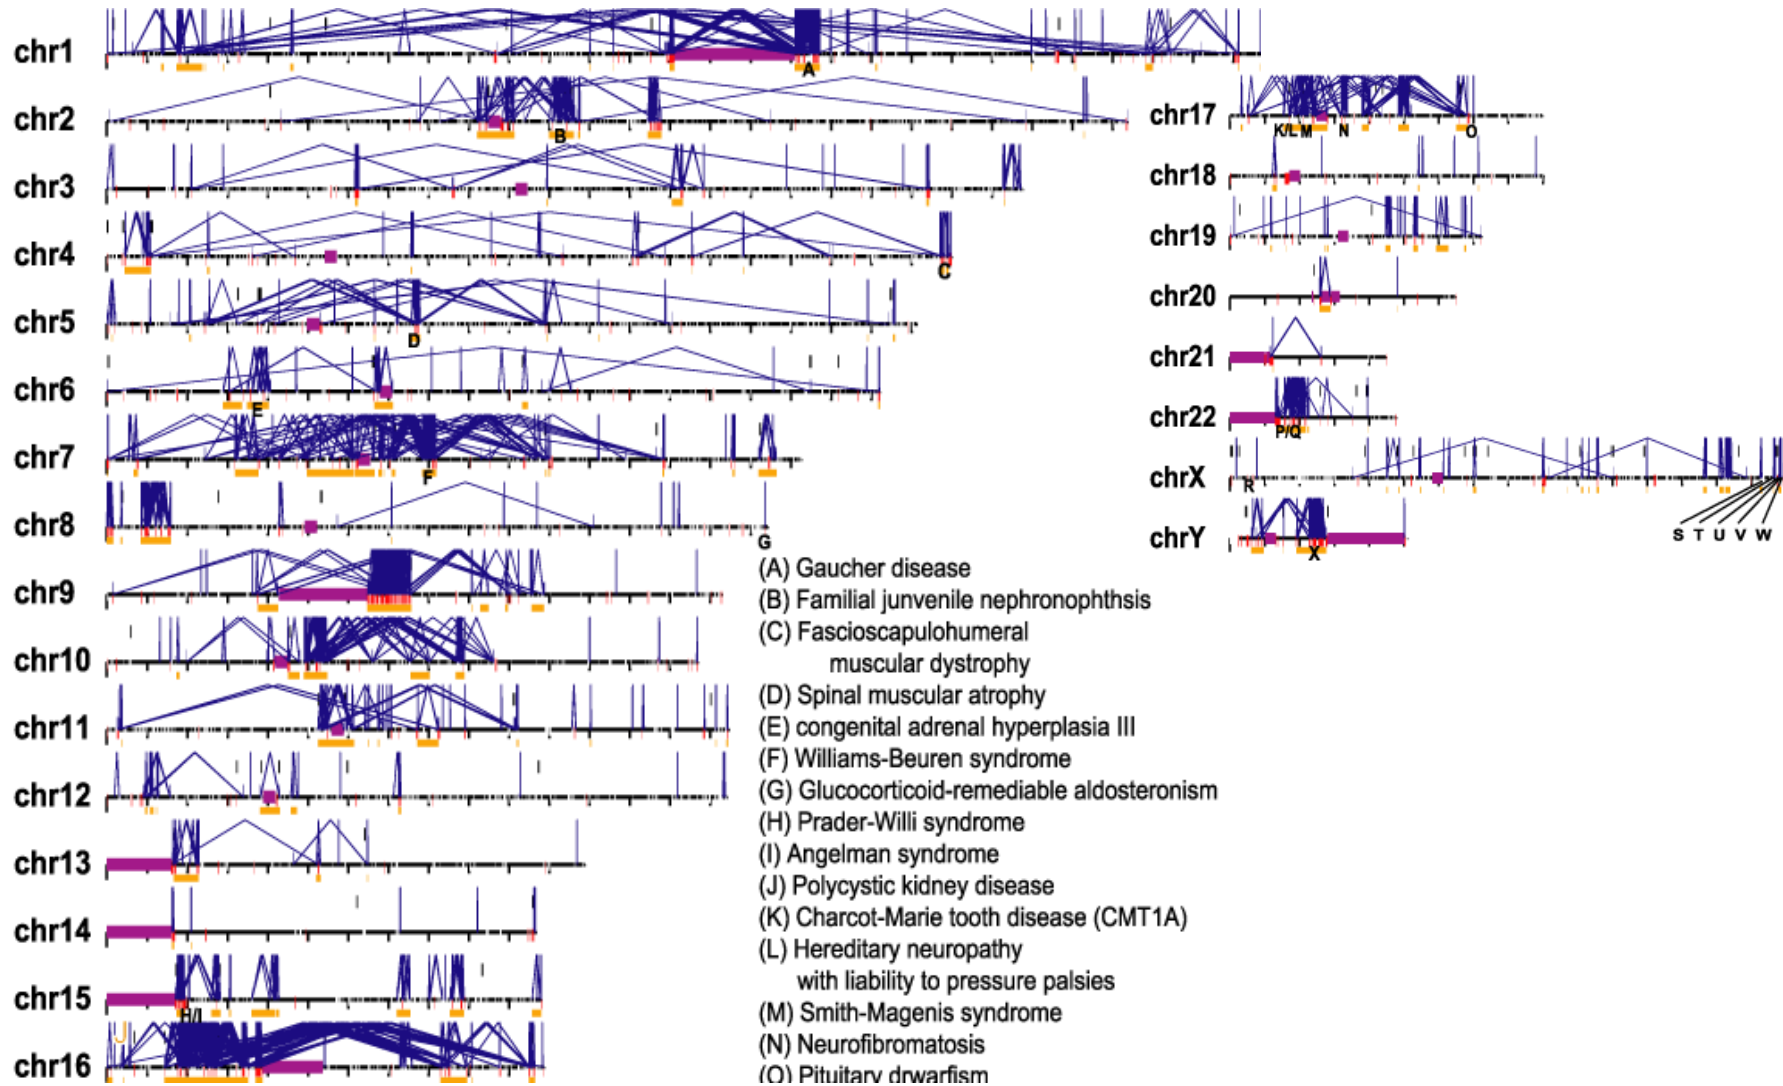 chr1
A
chr2
B
chr3
chr4
C
chr5
D
chr6
E
chr7
F
chr8
G
chr9
chr10
chr11
chr12
chr13
chr14
chr15
H/I
J
chr16
chr17
K/L M N O
chr18
chr19
chr20
chr21
chr22
P/Q
chrX
R
S T U V W
chrY
X
(A) Gaucher disease
(B) Familial junvenile nephronophthsis
(C) Fascioscapulohumeral
muscular dystrophy
(D) Spinal muscular atrophy
(E) congenital adrenal hyperplasia III
(F) Williams-Beuren syndrome
(G) Glucocorticoid-remediable aldosteronism
(H) Prader-Willi syndrome
(I) Angelman syndrome
(J) Polycystic kidney disease
(K) Charcot-Marie tooth disease (CMT1A)
(L) Hereditary neuropathy
with liability to pressure palsies
(M) Smith-Magenis syndrome
(N) Neurofibromatosis
(O) Pituitary drwarfism